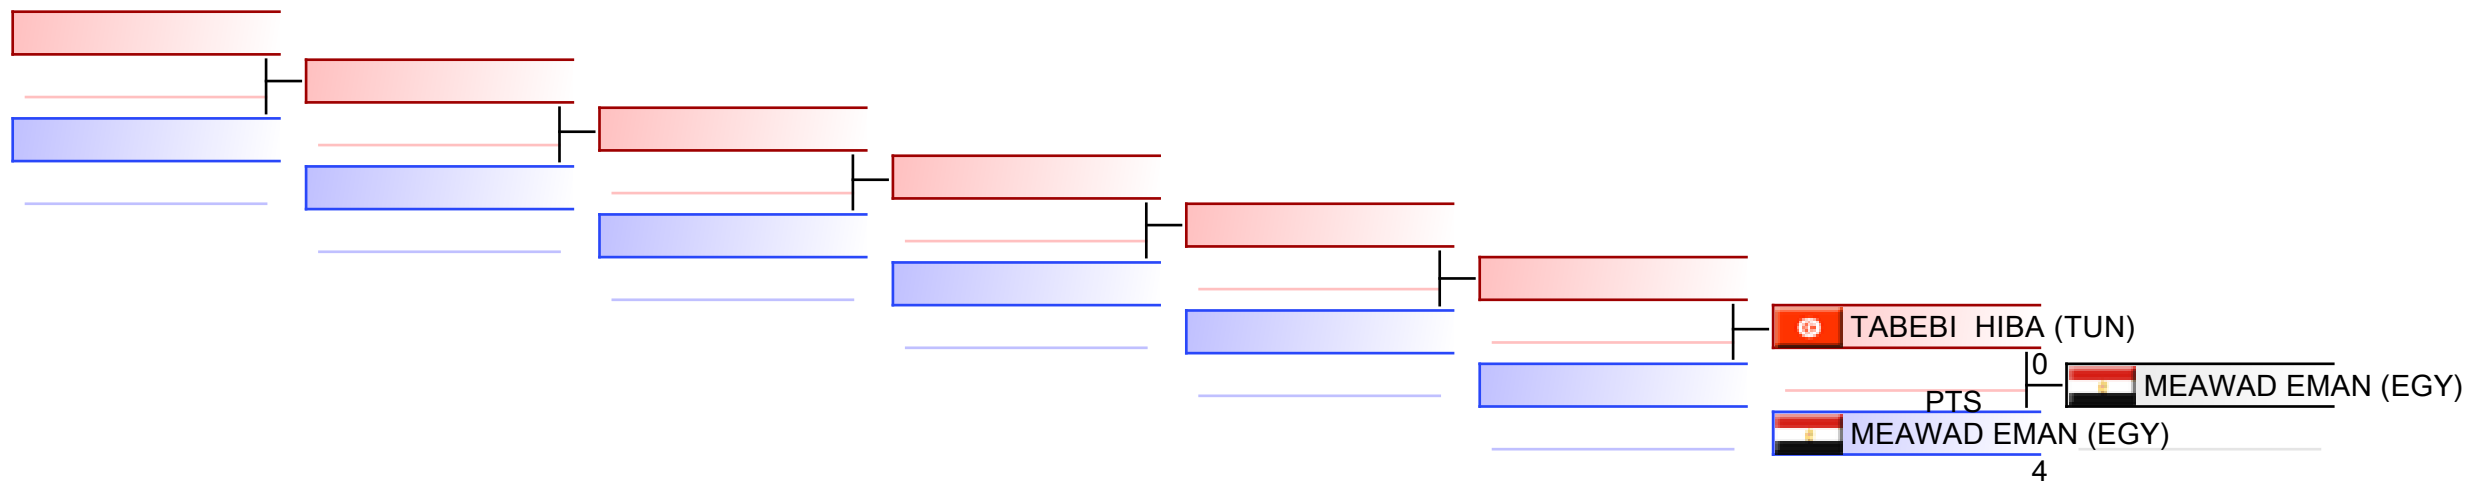 TABEBI HIBA (TUN)
0
MEAWAD EMAN (EGY)
PTS
MEAWAD EMAN (EGY)
4